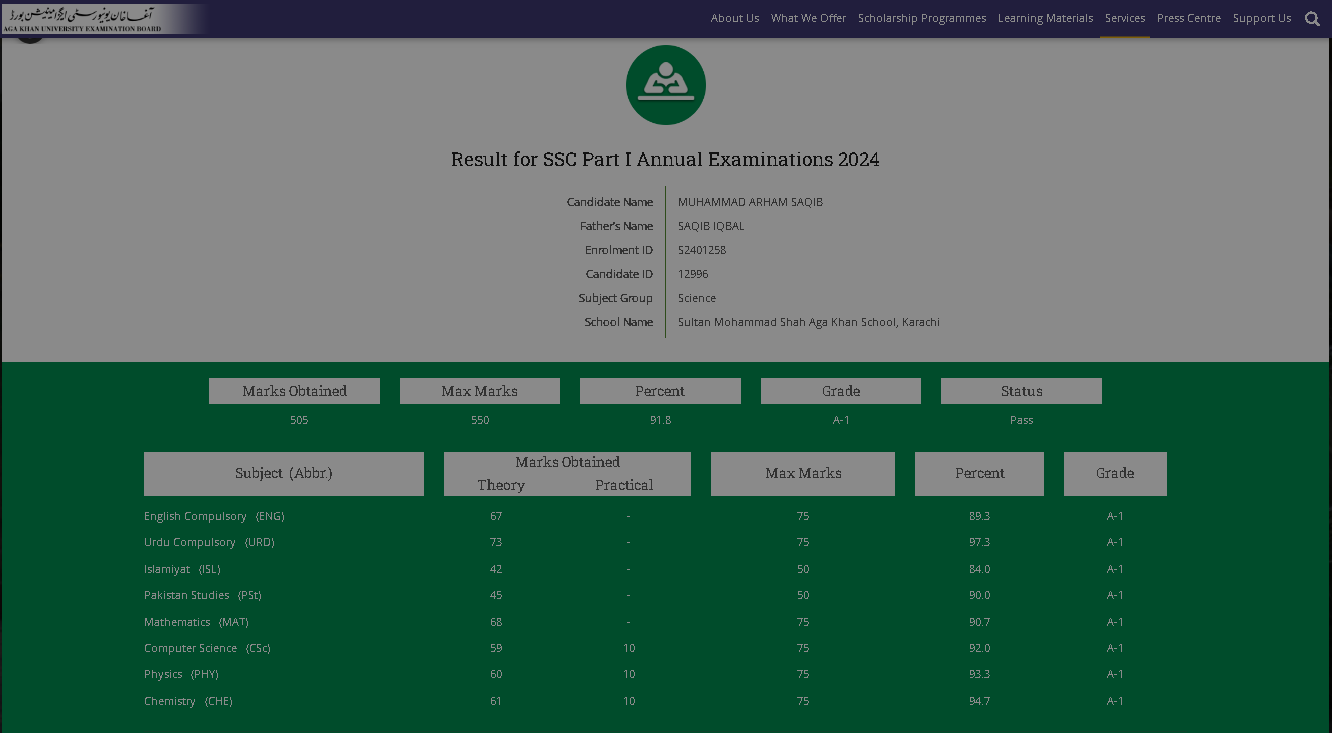 آغا خان یونیورسٹی ایگزامینیشن بورڈ
AGA KHAN UNIVERSITY EXAMINATION BOARD
About Us What We Offer Scholarship Programmes Learning Materials Services Press Centre Support Us
Result for SSC Part I Annual Examinations 2024
Candidate Name MUHAMMAD ARHAM SAQIB
Father's Name SAQIB IQBAL
Enrolment ID S2401258
Candidate ID 12996
Subject Group Science
School Name Sultan Mohammad Shah Aga Khan School, Karachi
Marks Obtained Max Marks Percent Grade Status
505 550 91.8 A-1 Pass
Subject (Abbr.) Marks Obtained Max Marks Percent Grade
Theory Practical
English Compulsory (ENG) 67 - 75 89.3 A-1
Urdu Compulsory (URD) 73 - 75 97.3 A-1
Islamiyat (ISL) 42 - 50 84.0 A-1
Pakistan Studies (PSt) 45 - 50 90.0 A-1
Mathematics (MAT) 68 - 75 90.7 A-1
Computer Science (CSc) 59 10 75 92.0 A-1
Physics (PHY) 60 10 75 93.3 A-1
Chemistry (CHE) 61 10 75 94.7 A-1